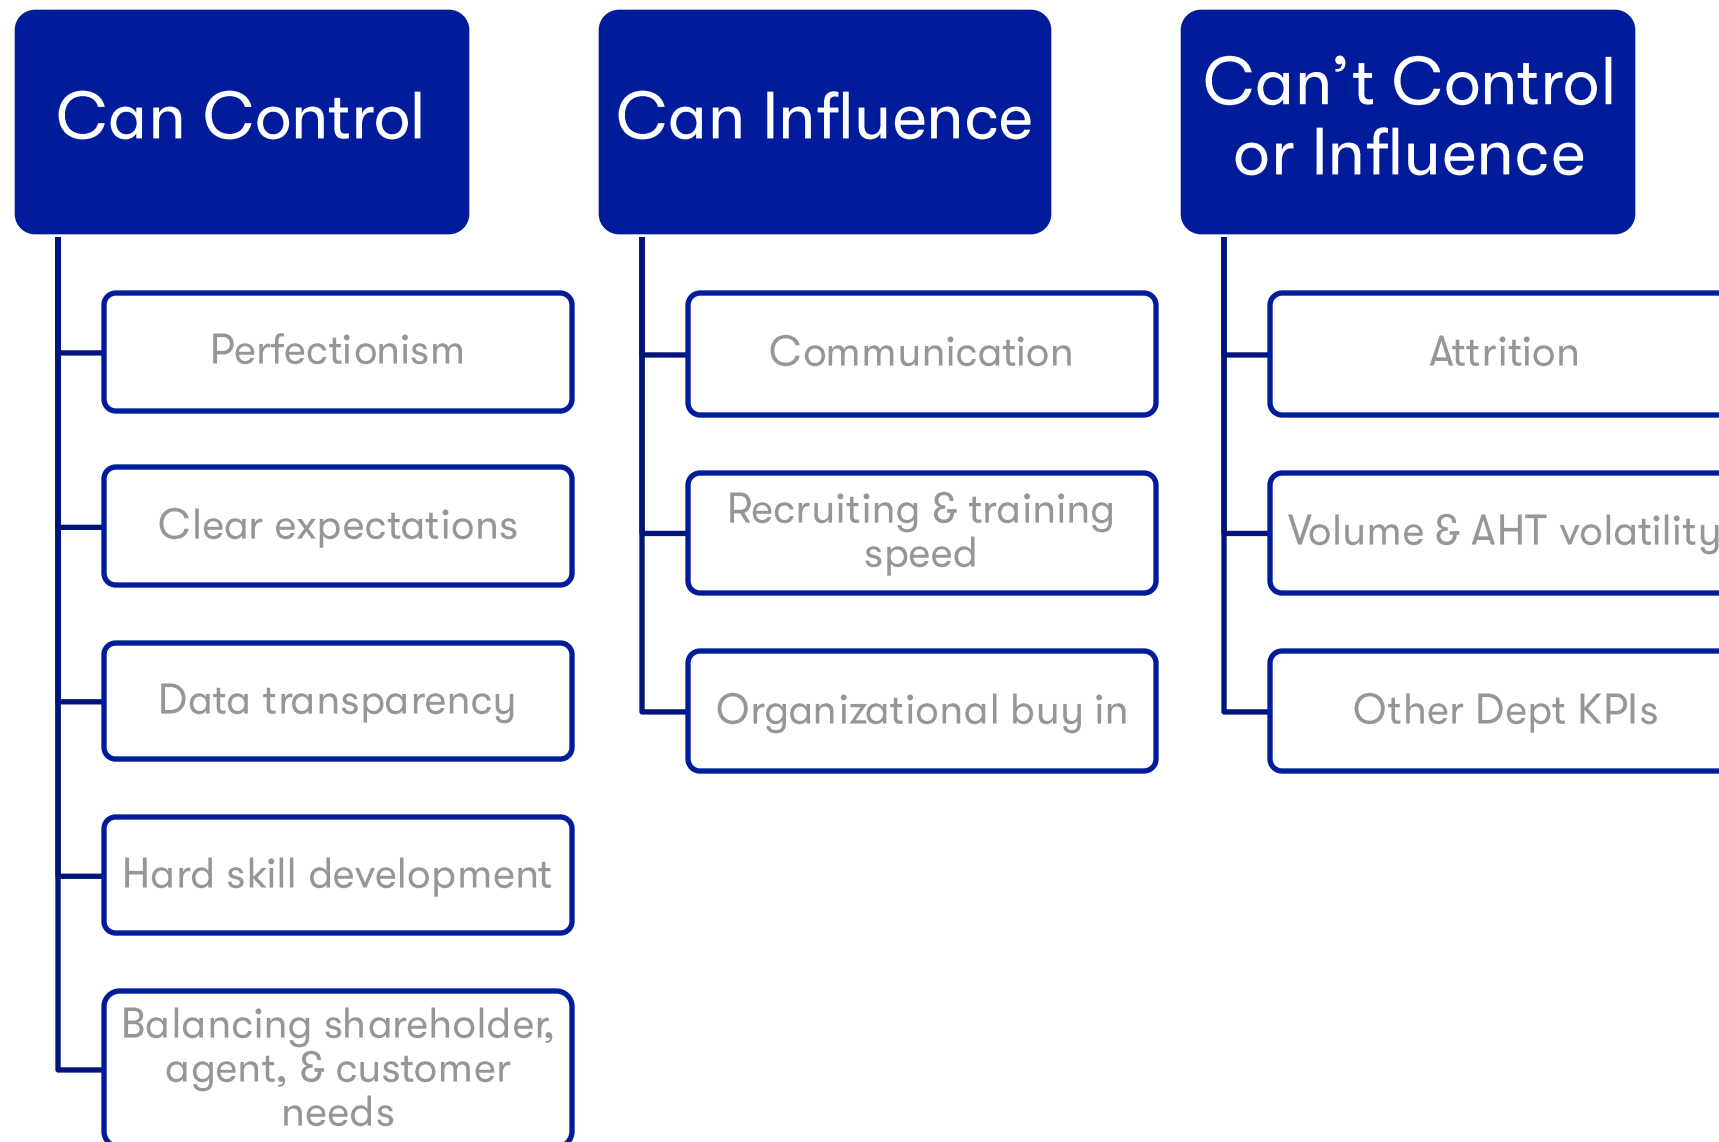 Can Control
Perfectionism
Clear expectations
Data transparency
Hard skill development
Balancing shareholder,
agent, & customer
needs
Can Influence
Communication
Recruiting & training
speed
Organizational buy in
Can’t Control
or Influence
Attrition
Volume & AHT volatility
Other Dept KPIs